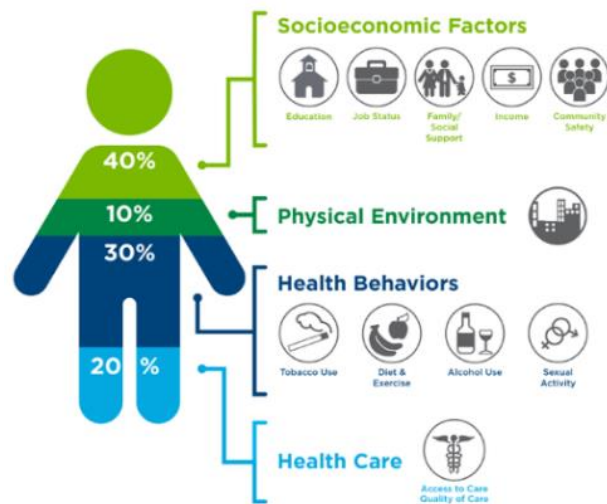 Socioeconomic Factors
$
Education
Job Status
Family/
Social
Support
Income
Community
Safety
40%
10%
Physical Environment
30%
Health Behaviors
Tobacco Use
Diet &
Exercise
Alcohol Use
Sexual
Activity
20 %
Health Care
Access to Care
Quality of Care